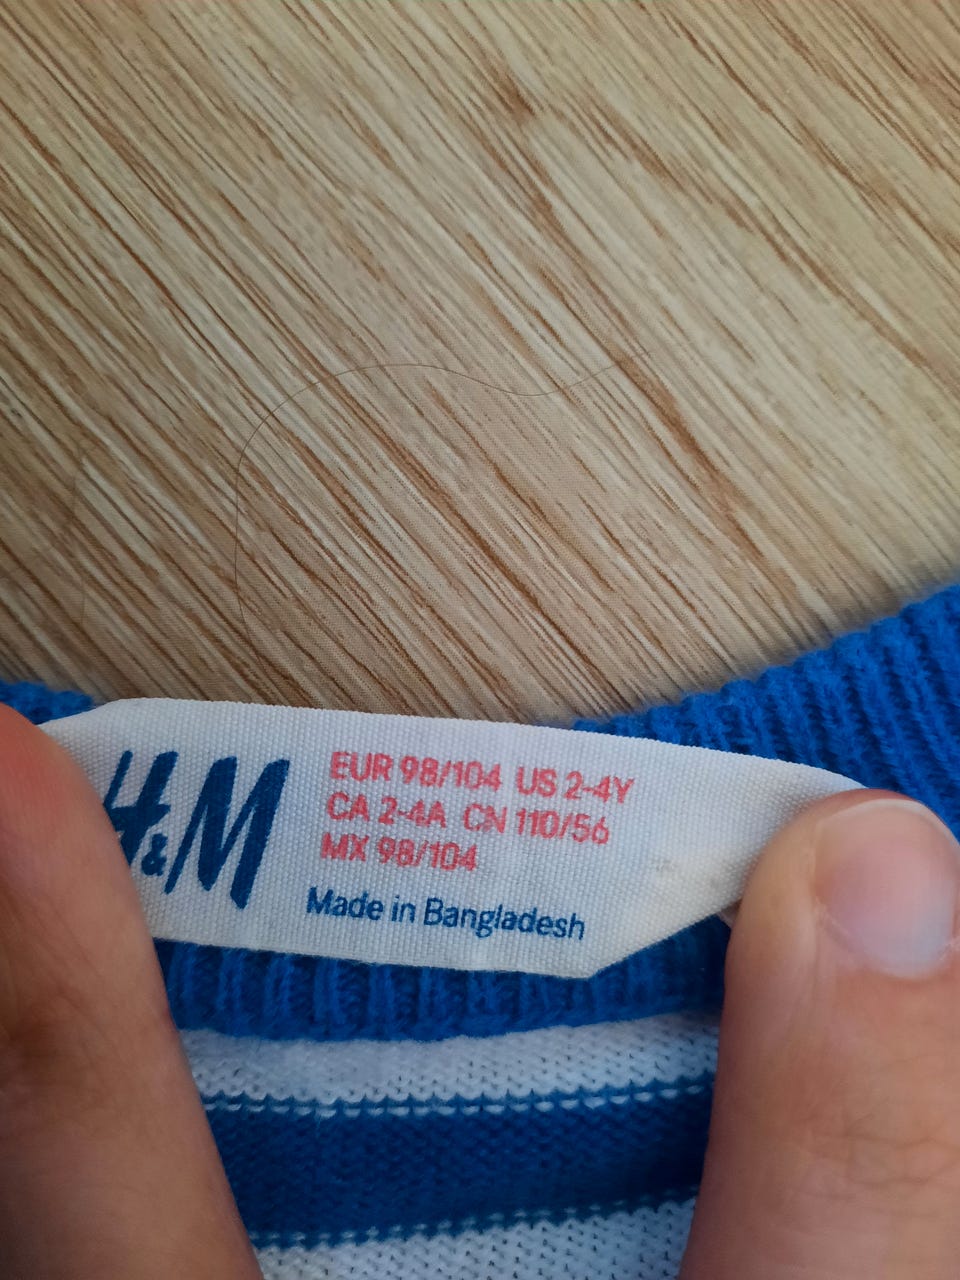 H&M
EUR 98/104 US 2-4Y
CA 2-4A CN 110/56
MX 98/104
Made in Bangladesh